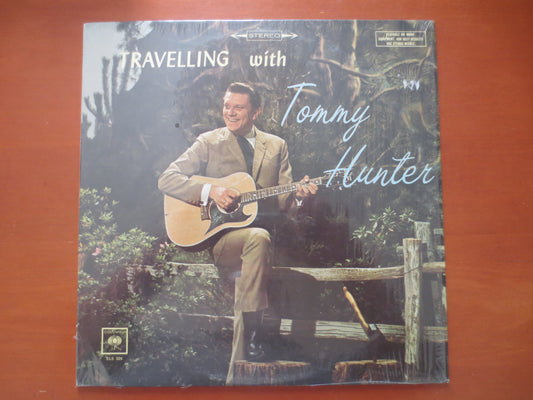 STEREO
TRAVELLING with
Tommy
Hunter